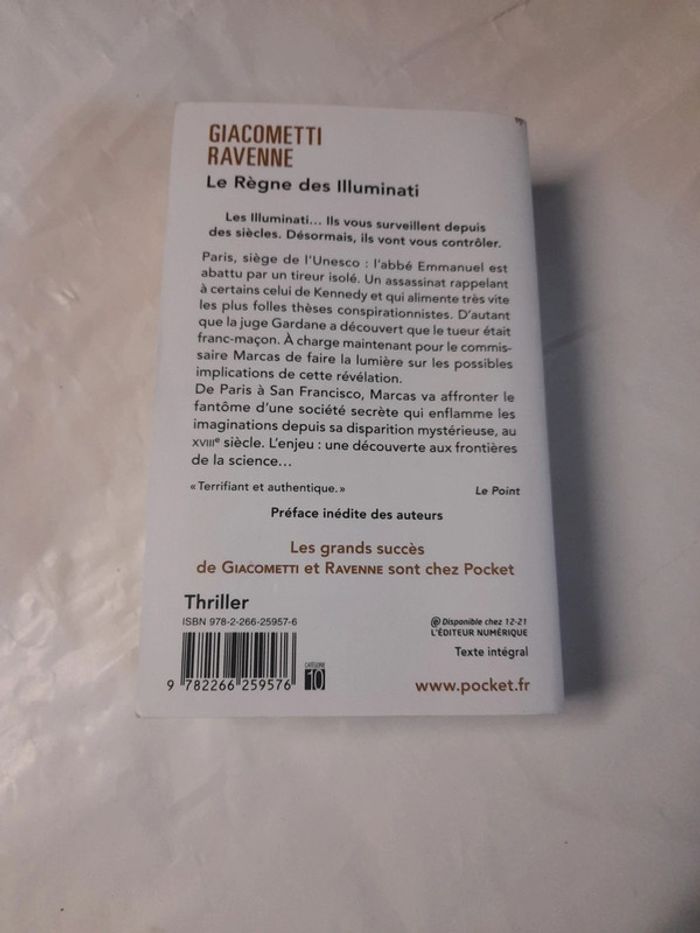 GIACOMETTI
RAVENNE
Le Règne des Illuminati
Les Illuminati... Ils vous surveillent depuis
des siècles. Désormais, ils vont vous contrôler.
Paris, siège de l'Unesco : l'abbé Emmanuel est
abattu par un tireur isolé. Un assassinat rappelant
à certains celui de Kennedy et qui alimente très vite
les plus folles thèses conspirationnistes. D'autant
que la juge Gardane a découvert que le tueur était
franc-maçon. À charge maintenant pour le commis-
saire Marcas de faire la lumière sur les possibles
implications de cette révélation.
De Paris à San Francisco, Marcas va affronter le
fantôme d'une société secrète qui enflamme les
imaginations depuis sa disparition mystérieuse, au
XVIIIe siècle. L'enjeu : une découverte aux frontières
de la science...
« Terrifiant et authentique. » Le Point
Préface inédite des auteurs
Les grands succès
de GIACOMETTI et RAVENNE sont chez Pocket
Thriller
ISBN 978-2-266-25957-6
@ Disponible chez 12-21
L'ÉDITEUR NUMÉRIQUE
Texte intégral
CATÉGORIE
10
9 782266 259576
www.pocket.fr